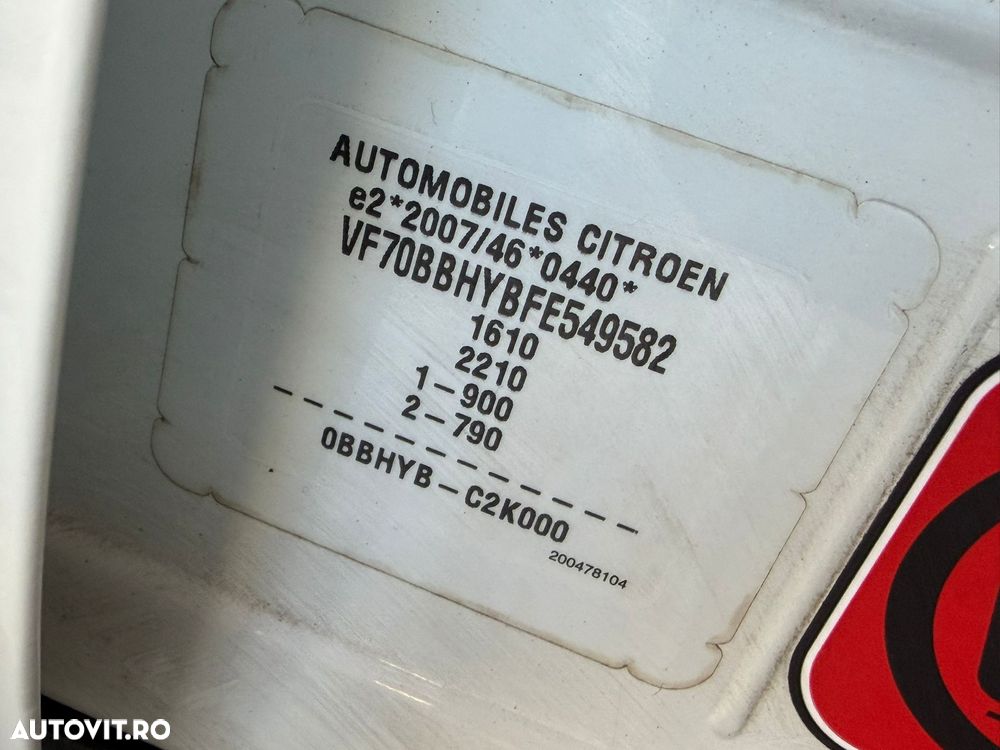 AUTOMOBILES CITROEN
e2*2007/46*0440*
VF70BBHYBFE549582
1610
2210
1-900
2-790
------------
0BBHYB-C2K000
200478104
AUTOVIT.RO